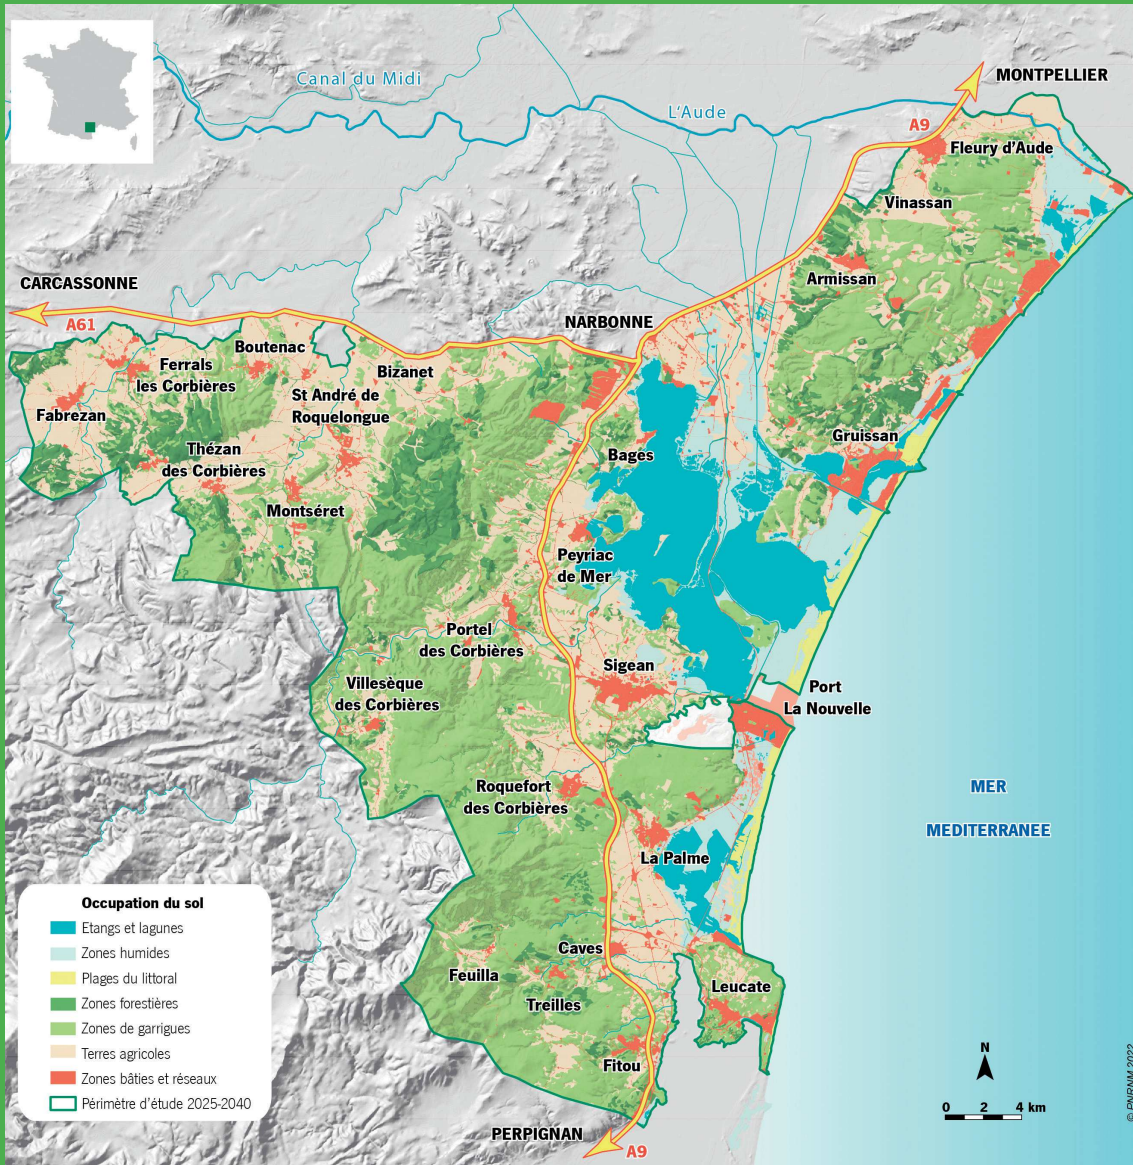 MONTPELLIER
Canal du Midi
L'Aude
A9
Fleury d'Aude
Vinassan
CARCASSONNE
Armissan
A61
NARBONNE
Boutenac
Ferrals
les Corbières
Bizanet
St André de
Roquelongue
Fabrezan
Gruissan
Thézan
des Corbières
Bages
Montséret
Peyriac
de Mer
Portel
des Corbières
Sigean
Villesèque
des Corbières
Port
La Nouvelle
Roquefort
des Corbières
MER
MEDITERRANEE
La Palme
Caves
Feuilla
Leucate
Treilles
Fitou
PERPIGNAN
A9
Occupation du sol
Etangs et lagunes
Zones humides
Plages du littoral
Zones forestières
Zones de garrigues
Terres agricoles
Zones bâties et réseaux
Périmètre d'étude 2025-2040
N
0 2 4 km
© PNRNM 2022